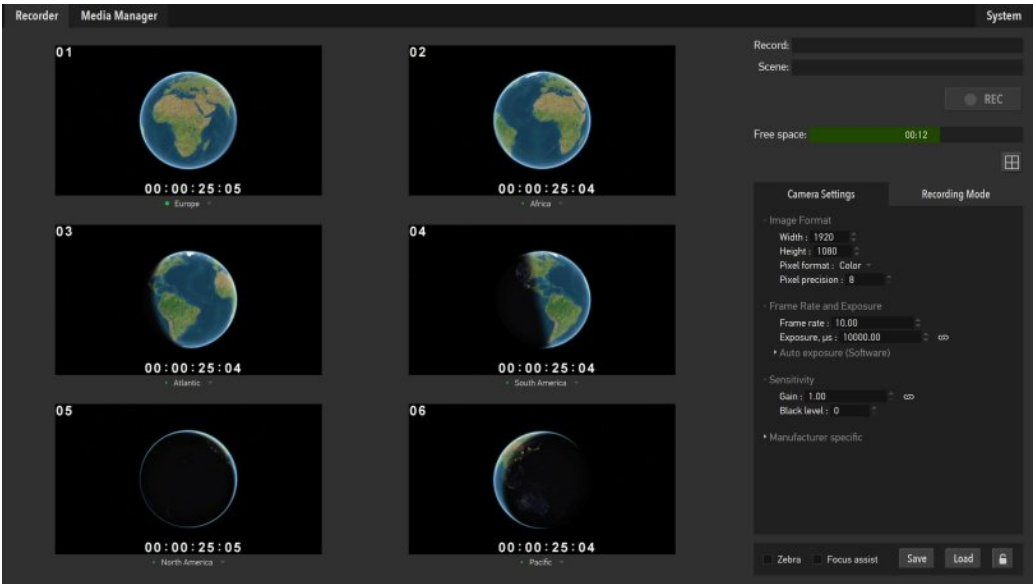 Recorder Media Manager System
01 02
00:00:25:05 00:00:25:04
Europe Africa
03 04
00:00:25:04 00:00:25:04
Atlantic South America
05 06
00:00:25:05 00:00:25:04
North America Pacific
Record:
Scene:
REC
Free space: 00:12
Camera Settings Recording Mode
Image Format
Width : 1920
Height : 1080
Pixel format : Color
Pixel precision : 8
Frame Rate and Exposure
Frame rate : 10.00
Exposure, µs : 10000.00
Auto exposure (Software)
Sensitivity
Gain : 1.00
Black level : 0
Manufacturer specific
Zebra Focus assist Save Load